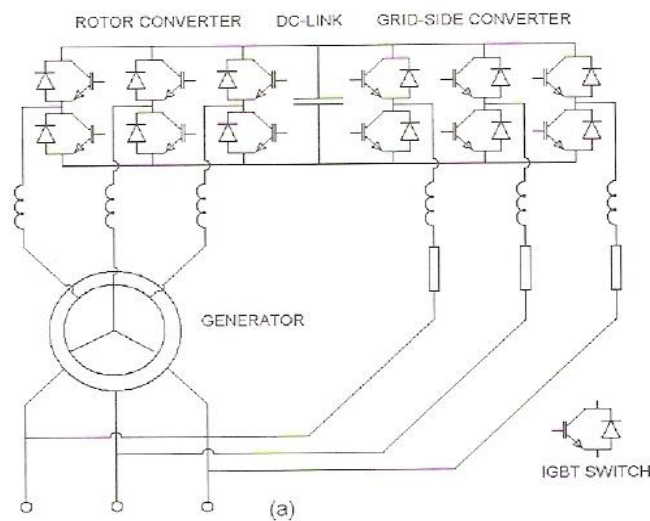 ROTOR CONVERTER DC-LINK GRID-SIDE CONVERTER
GENERATOR
IGBT SWITCH
(a)